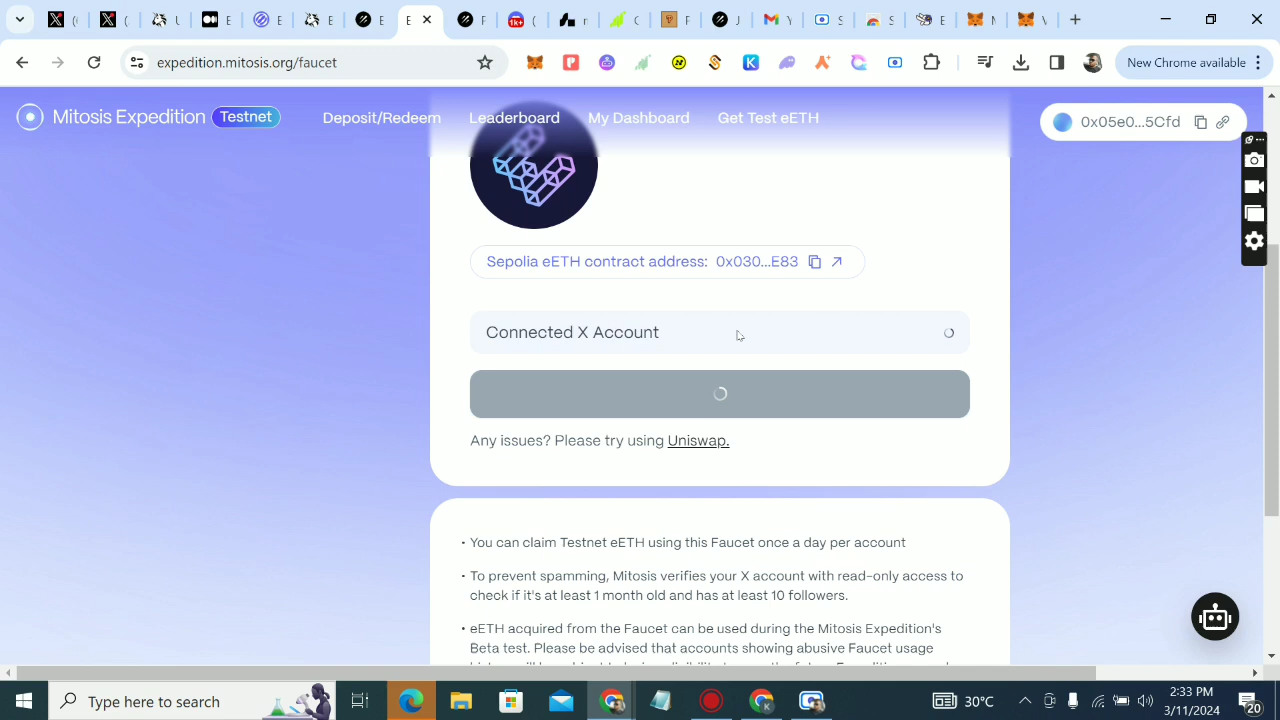 1k+
expedition.mitosis.org/faucet
New Chrome available
Mitosis Expedition
Testnet
Deposit/Redeem
Leaderboard
My Dashboard
Get Test eETH
0x05e0...5Cfd
Sepolia eETH contract address: 0x030...E83
Connected X Account
Any issues? Please try using Uniswap.
• You can claim Testnet eETH using this Faucet once a day per account
• To prevent spamming, Mitosis verifies your X account with read-only access to
check if it's at least 1 month old and has at least 10 followers.
• eETH acquired from the Faucet can be used during the Mitosis Expedition's
Beta test. Please be advised that accounts showing abusive Faucet usage
Type here to search
30°C
2:33 PM
3/11/2024
20